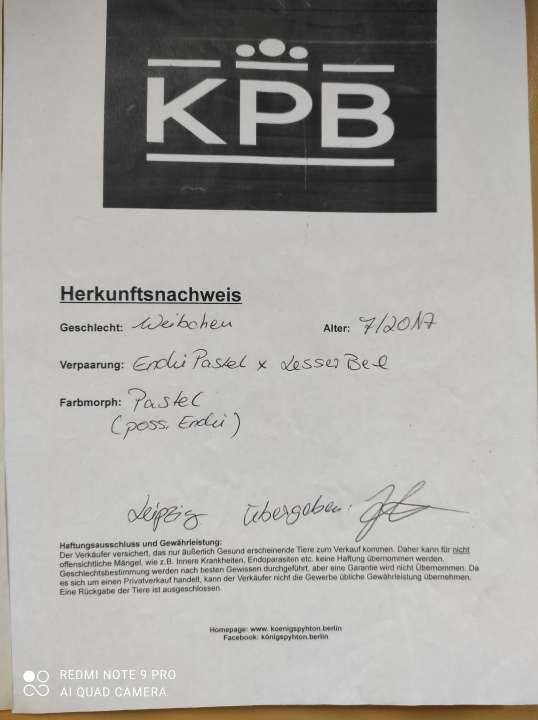 KPB
Herkunftsnachweis
Geschlecht: Weibchen Alter: 7/2017
Verpaarung: Enchi Pastel x Lesser Bel
Farbmorph: Pastel
(poss. Enchi)
Leipzig Übergeben:
Haftungsausschluss und Gewährleistung:
Der Verkäufer versichert, das nur äußerlich Gesund erscheinende Tiere zum Verkauf kommen. Daher kann für nicht
offensichtliche Mängel, wie z.B. Innere Krankheiten, Endoparasiten etc. keine Haftung übernommen werden.
Geschlechtsbestimmung werden nach besten Gewissen durchgeführt, aber eine Garantie wird nicht Übernommen. Da
es sich um einen Privatverkauf handelt, kann der Verkäufer nicht die Gewerbe übliche Gewährleistung übernehmen.
Eine Rückgabe der Tiere ist ausgeschlossen.
Homepage: www. koenigspyhton.berlin
Facebook: königspyhton.berlin
REDMI NOTE 9 PRO
AI QUAD CAMERA